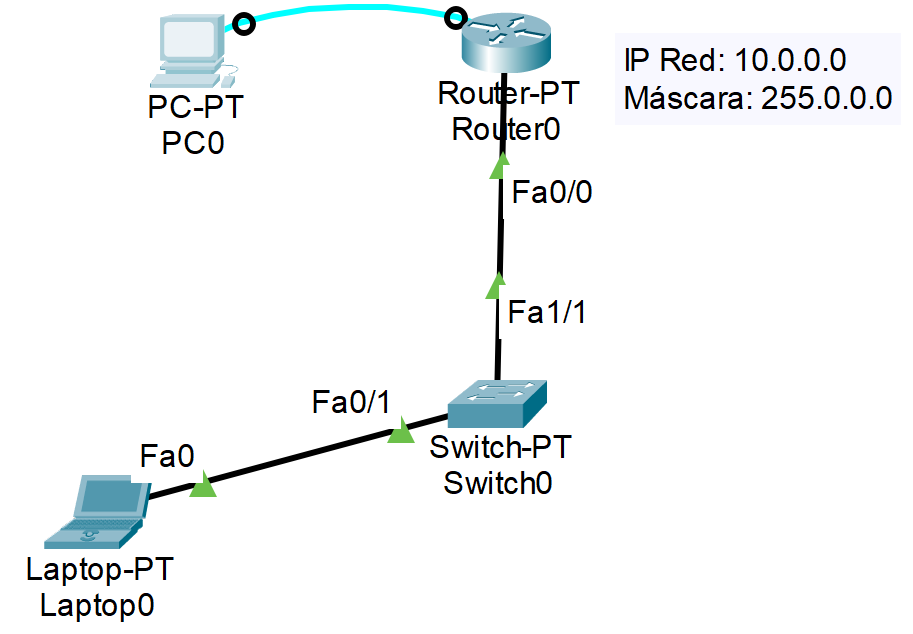 PC-PT
PC0
Router-PT
Router0
IP Red: 10.0.0.0
Máscara: 255.0.0.0
Fa0/0
Fa1/1
Fa0/1
Switch-PT
Switch0
Fa0
Laptop-PT
Laptop0